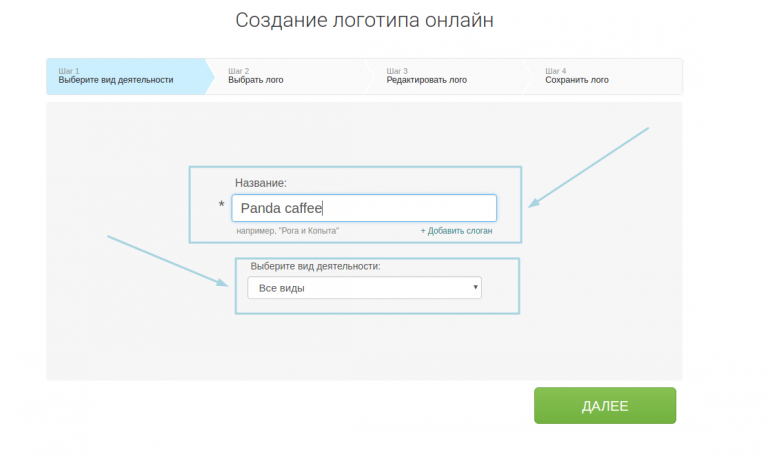 Создание логотипа онлайн
Шаг 1
Выберите вид деятельности
Шаг 2
Выбрать лого
Шаг 3
Редактировать лого
Шаг 4
Сохранить лого
Название:
* Panda caffee
например, "Рога и Копыта" + Добавить слоган
Выберите вид деятельности:
Все виды
ДАЛЕЕ